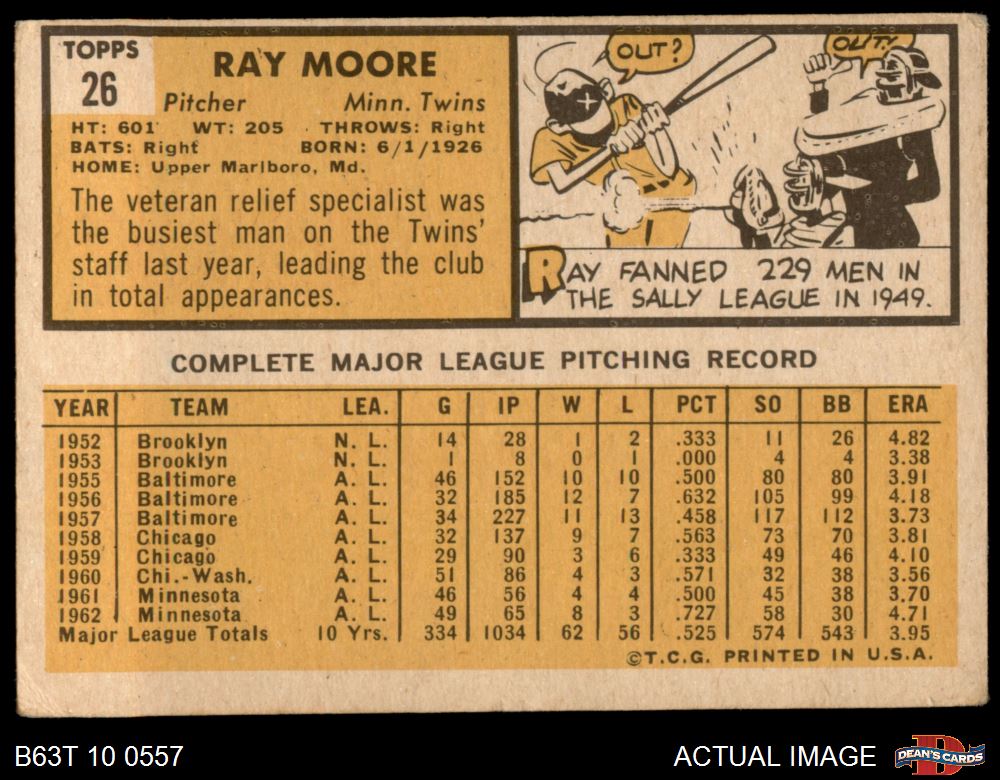 TOPPS
26
RAY MOORE
Pitcher Minn. Twins
HT: 601 WT: 205 THROWS: Right
BATS: Right BORN: 6/1/1926
HOME: Upper Marlboro, Md.
The veteran relief specialist was
the busiest man on the Twins'
staff last year, leading the club
in total appearances.
OUT?
OUT!
RAY FANNED 229 MEN IN
THE SALLY LEAGUE IN 1949.
COMPLETE MAJOR LEAGUE PITCHING RECORD
YEAR TEAM LEA. G IP W L PCT SO BB ERA
1952 Brooklyn N. L. 14 28 1 2 .333 11 26 4.82
1953 Brooklyn N. L. 1 8 0 1 .000 4 4 3.38
1955 Baltimore A. L. 46 152 10 10 .500 80 80 3.91
1956 Baltimore A. L. 32 185 12 7 .632 105 99 4.18
1957 Baltimore A. L. 34 227 11 13 .458 117 112 3.73
1958 Chicago A. L. 32 137 9 7 .563 73 70 3.81
1959 Chicago A. L. 29 90 3 6 .333 49 46 4.10
1960 Chi.-Wash. A. L. 51 86 4 3 .571 32 38 3.56
1961 Minnesota A. L. 46 56 4 4 .500 45 38 3.70
1962 Minnesota A. L. 49 65 8 3 .727 58 30 4.71
Major League Totals 10 Yrs. 334 1034 62 56 .525 574 543 3.95
©T.C.G. PRINTED IN U.S.A.
B63T 10 0557
ACTUAL IMAGE
D
DEAN'S CARDS